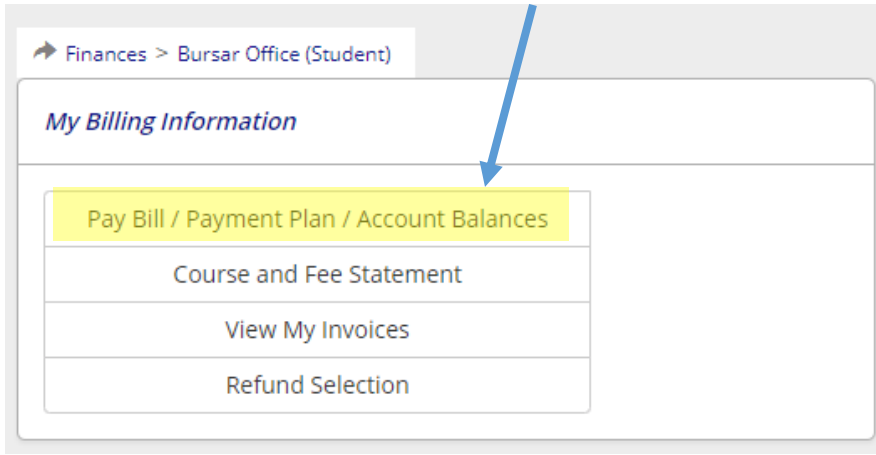 Finances > Bursar Office (Student)
My Billing Information
Pay Bill / Payment Plan / Account Balances
Course and Fee Statement
View My Invoices
Refund Selection